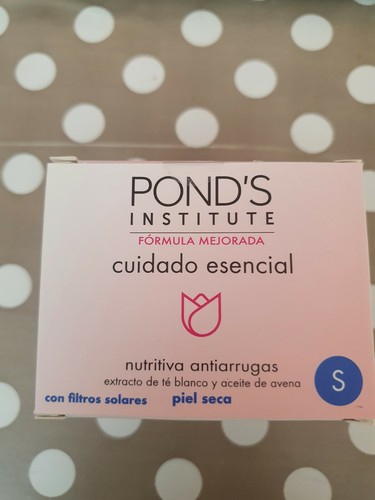 POND'S
INSTITUTE
FÓRMULA MEJORADA
cuidado esencial
nutritiva antiarrugas
extracto de té blanco y aceite de avena
con filtros solares piel seca
S